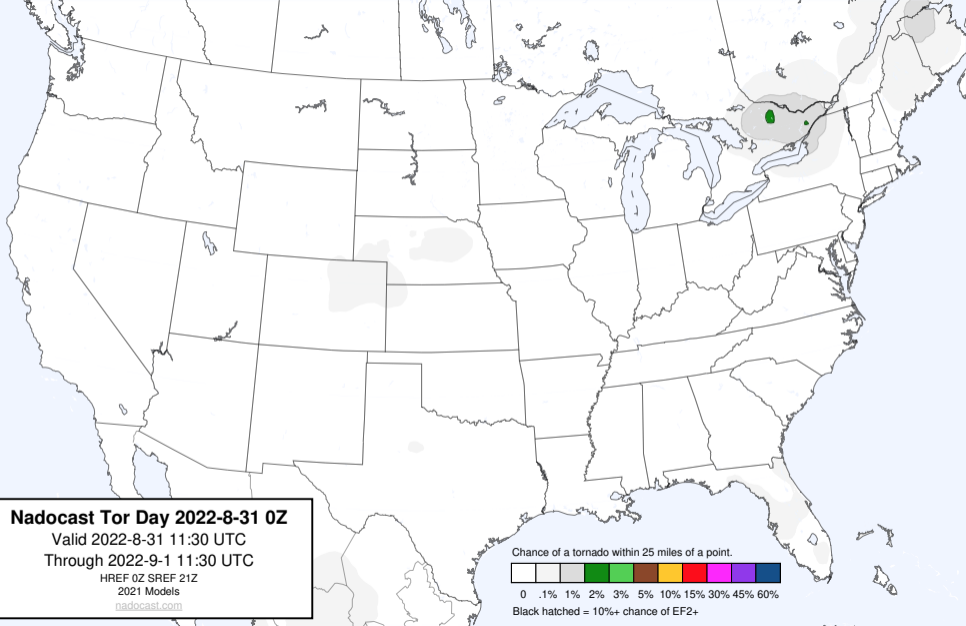 Nadocast Tor Day 2022-8-31 0Z
Valid 2022-8-31 11:30 UTC
Through 2022-9-1 11:30 UTC
HREF 0Z SREF 21Z
2021 Models
nadocast.com
Chance of a tornado within 25 miles of a point.
0 .1% 1% 2% 3% 5% 10% 15% 30% 45% 60%
Black hatched = 10%+ chance of EF2+